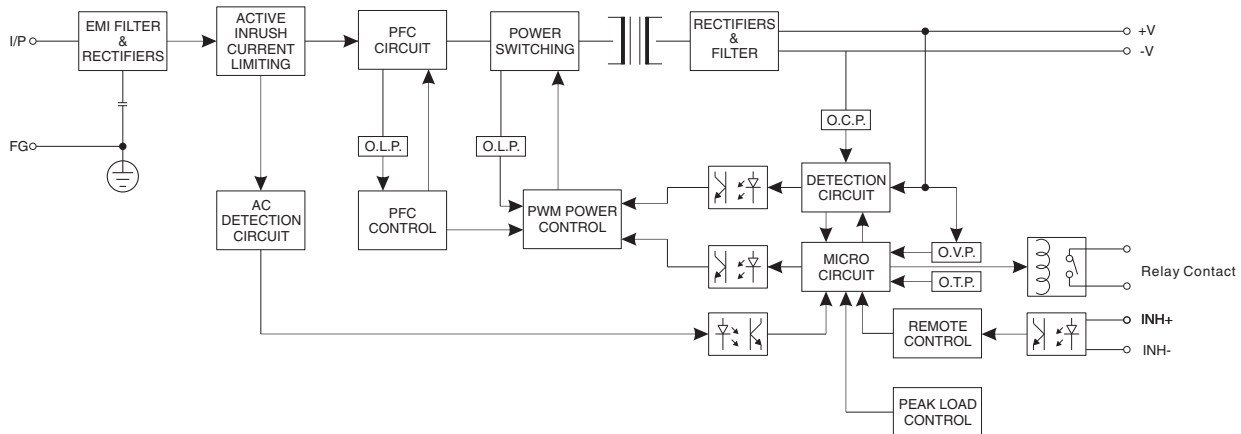 I/P
EMI FILTER
&
RECTIFIERS
ACTIVE
INRUSH
CURRENT
LIMITING
PFC
CIRCUIT
POWER
SWITCHING
RECTIFIERS
&
FILTER
+V
-V
FG
O.L.P.
O.L.P.
O.C.P.
AC
DETECTION
CIRCUIT
PFC
CONTROL
PWM POWER
CONTROL
DETECTION
CIRCUIT
MICRO
CIRCUIT
O.V.P.
O.T.P.
Relay Contact
REMOTE
CONTROL
INH+
INH-
PEAK LOAD
CONTROL